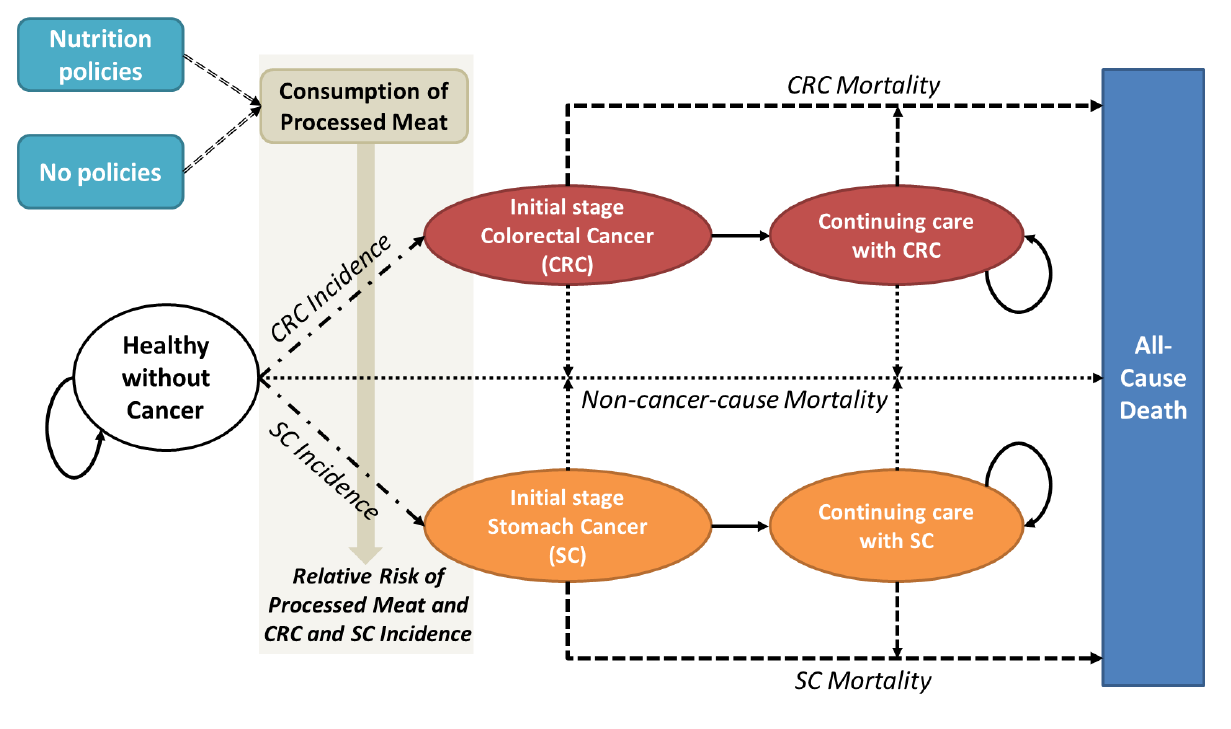 Nutrition
policies
No policies
Consumption of
Processed Meat
CRC Mortality
Initial stage
Colorectal Cancer
(CRC)
Continuing care
with CRC
CRC Incidence
Healthy
without
Cancer
Non-cancer-cause Mortality
All-
Cause
Death
SC Incidence
Initial stage
Stomach Cancer
(SC)
Continuing care
with SC
Relative Risk of
Processed Meat and
CRC and SC Incidence
SC Mortality